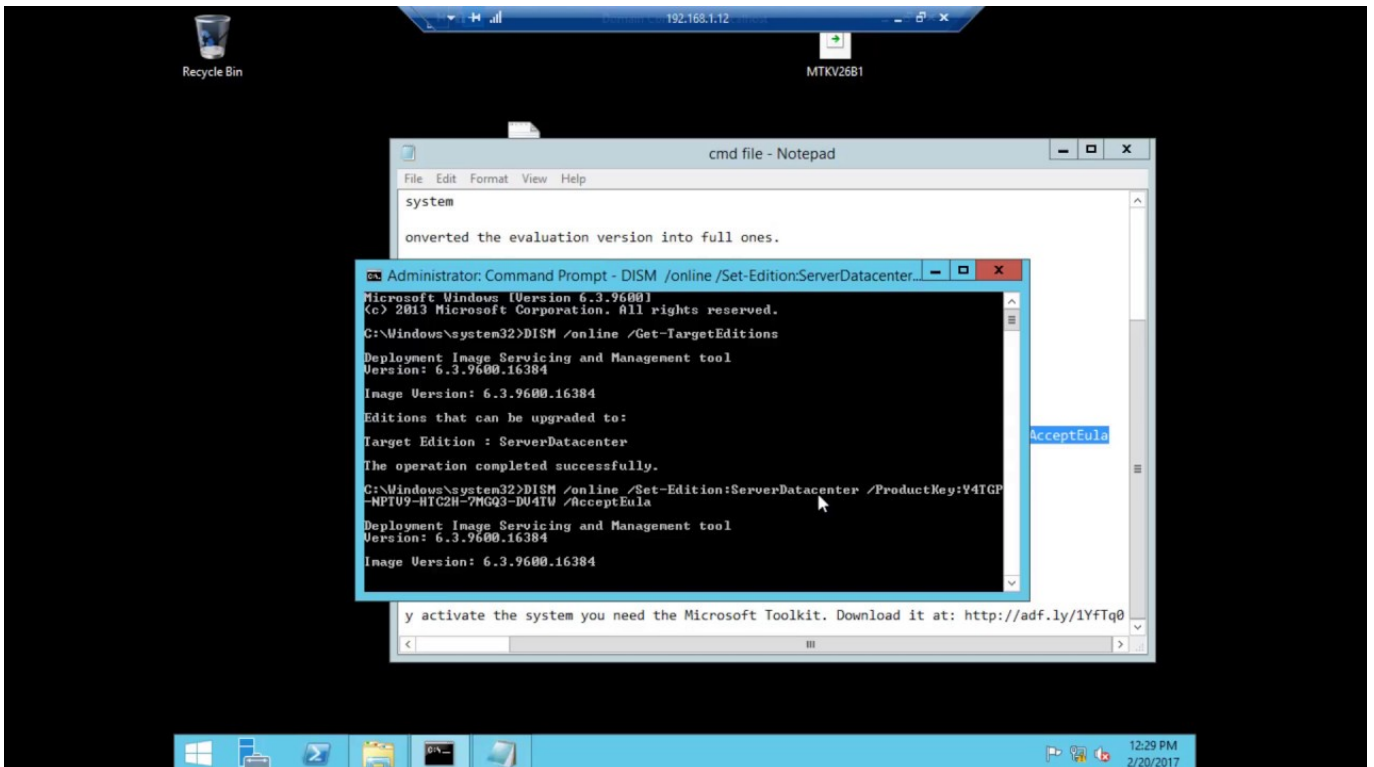 192.168.1.12
Recycle Bin
MTKV26B1
cmd file - Notepad
File Edit Format View Help
system
onverted the evaluation version into full ones.
Administrator: Command Prompt - DISM /online /Set-Edition:ServerDatacenter...
Microsoft Windows [Version 6.3.9600]
(c) 2013 Microsoft Corporation. All rights reserved.
C:\Windows\system32>DISM /online /Get-TargetEditions
Deployment Image Servicing and Management tool
Version: 6.3.9600.16384
Image Version: 6.3.9600.16384
Editions that can be upgraded to:
Target Edition : ServerDatacenter
The operation completed successfully.
AcceptEula
C:\Windows\system32>DISM /online /Set-Edition:ServerDatacenter /ProductKey:Y4TGP
-NPTV9-HTC2H-7MGQ3-DV4TW /AcceptEula
Deployment Image Servicing and Management tool
Version: 6.3.9600.16384
Image Version: 6.3.9600.16384
y activate the system you need the Microsoft Toolkit. Download it at: http://adf.ly/1YfTq0
12:29 PM
2/20/2017